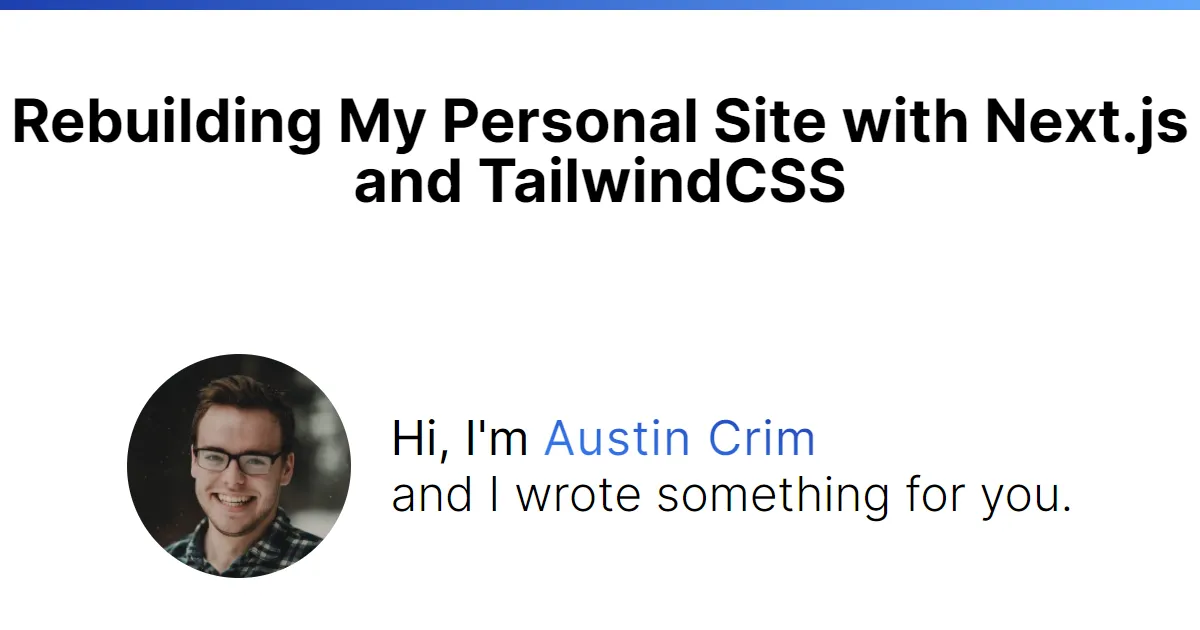 Rebuilding My Personal Site with Next.js
and TailwindCSS
Hi, I'm Austin Crim
and I wrote something for you.